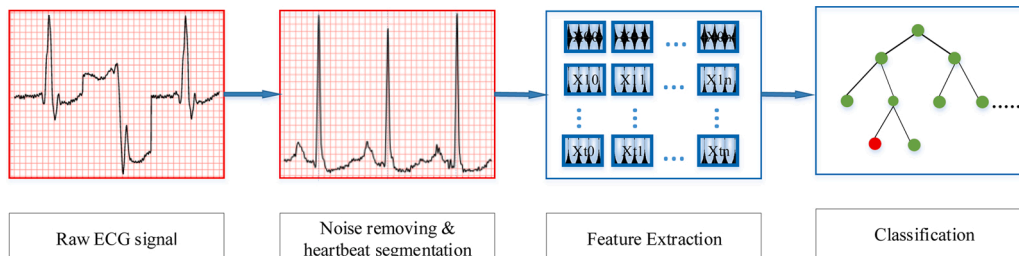 ... 
X10 X11 X1n
...
Xt0 Xt1 ... Xtn
......
Raw ECG signal
Noise removing &
heartbeat segmentation
Feature Extraction
Classification